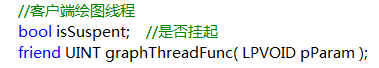 //客户端绘图线程
bool isSuspent;   //是否挂起
friend UINT graphThreadFunc( LPVOID pParam );